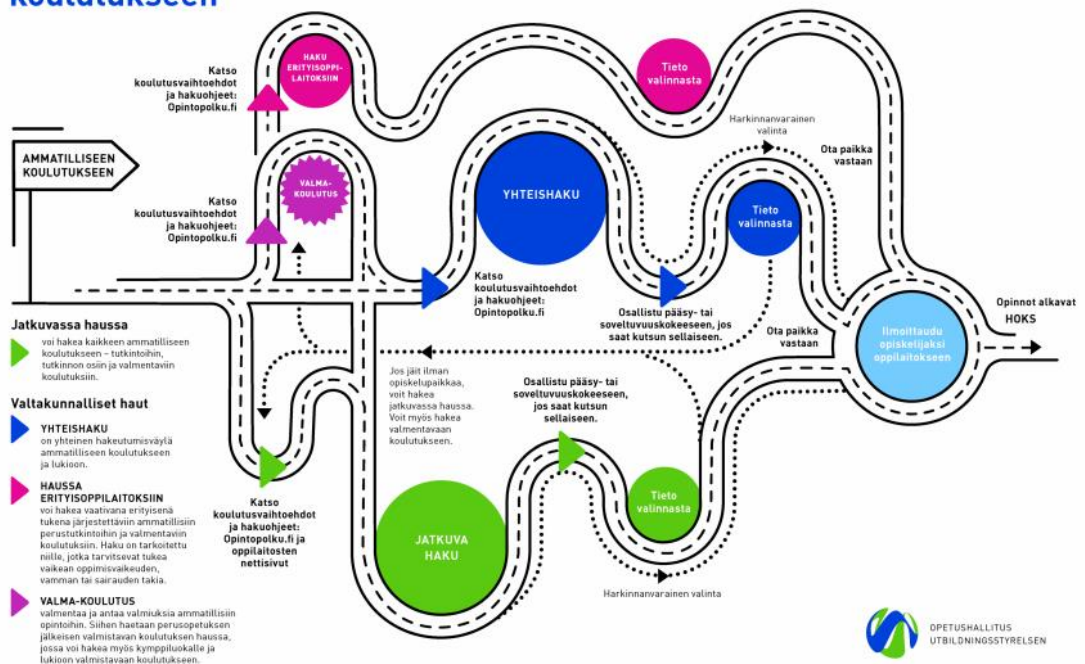 koulutukseen
HAKU
ERITYISOPPI-
LAITOKSIIN
Katso
koulutusvaihtoehdot
ja hakuohjeet:
Opintopolku.fi
Tieto
valinnasta
Harkinnanvarainen
valinta
Ota paikka
vastaan
AMMATILLISEEN
KOULUTUKSEEN
VALMA-
KOULUTUS
Katso
koulutusvaihtoehdot
ja hakuohjeet:
Opintopolku.fi
YHTEISHAKU
Tieto
valinnasta
Katso
koulutusvaihtoehdot
ja hakuohjeet:
Opintopolku.fi
Osallistu pääsy- tai
soveltuvuuskokeeseen, jos
saat kutsun sellaiseen.
Ota paikka
vastaan
Ilmoittaudu
opiskelijaksi
oppilaitokseen
Opinnot alkavat
HOKS
Jatkuvassa haussa
voi hakea kaikkeen ammatilliseen
koulutukseen – tutkintoihin,
tutkinnon osiin ja valmentaviin
koulutuksiin.
Valtakunnalliset haut
YHTEISHAKU
on yhteinen hakeutumisväylä
ammatilliseen koulutukseen
ja lukioon.
HAUSSA
ERITYISOPPILAITOKSIIN
voi hakea vaativana erityisenä
tukena järjestettäviin ammatillisiin
perustutkintoihin ja valmentaviin
koulutuksiin. Haku on tarkoitettu
niille, jotka tarvitsevat tukea
vaikean oppimisvaikeuden,
vamman tai sairauden takia.
VALMA-KOULUTUS
valmentaa ja antaa valmiuksia ammatillisiin
opintoihin. Siihen haetaan perusopetuksen
jälkeisen valmistavan koulutuksen haussa,
jossa voi hakea myös kymppiluokalle ja
lukioon valmistavaan koulutukseen.
Jos jäit ilman
opiskelupaikkaa,
voit hakea
jatkuvassa haussa.
Voit myös hakea
valmentavaan
koulutukseen.
Osallistu pääsy- tai
soveltuvuuskokeeseen,
jos saat kutsun
sellaiseen.
Katso
koulutusvaihtoehdot
ja hakuohjeet:
Opintopolku.fi ja
oppilaitosten
nettisivut
JATKUVA
HAKU
Tieto
valinnasta
Harkinnanvarainen valinta
OPETUSHALLITUS
UTBILDNINGSSTYRELSEN